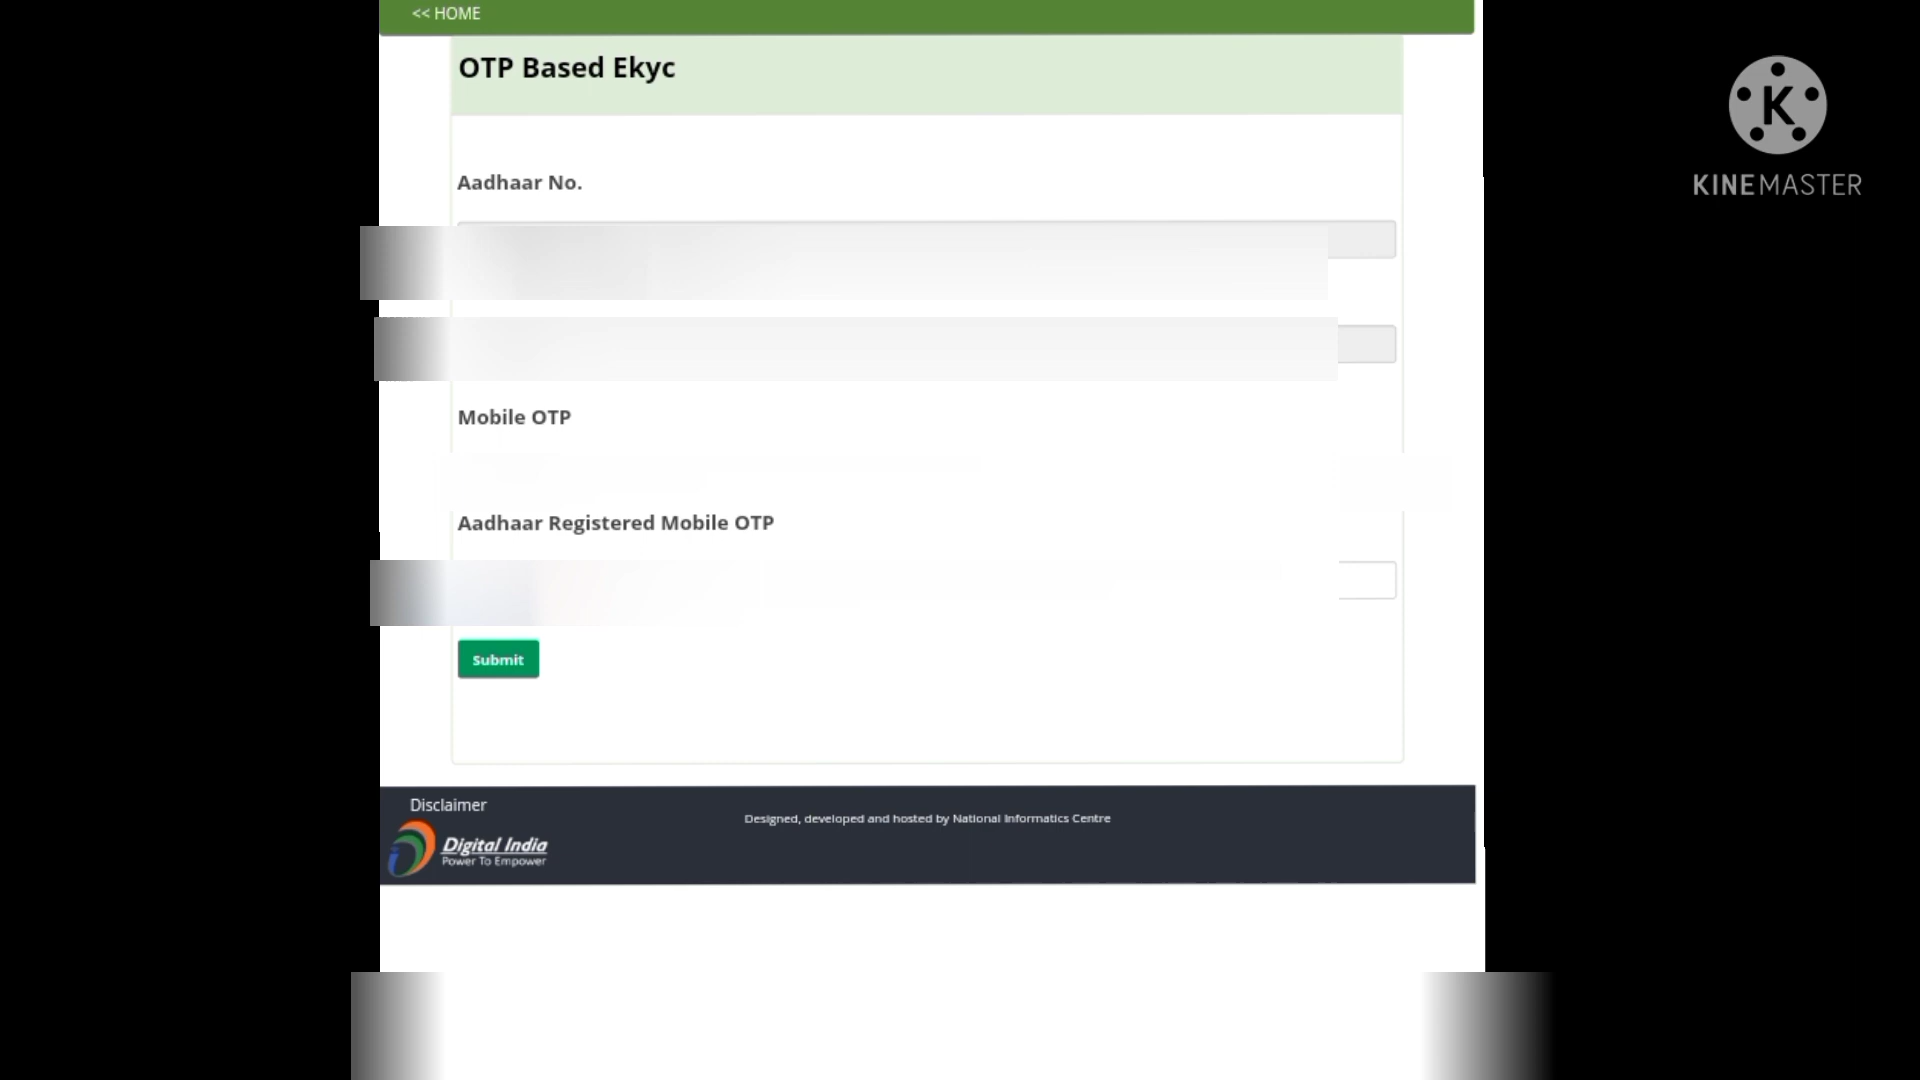 << HOME
OTP Based Ekyc
Aadhaar No.
Mobile OTP
Aadhaar Registered Mobile OTP
Submit
Disclaimer
Designed, developed and hosted by National Informatics Centre
Digital India
Power To Empower
K
KINEMASTER